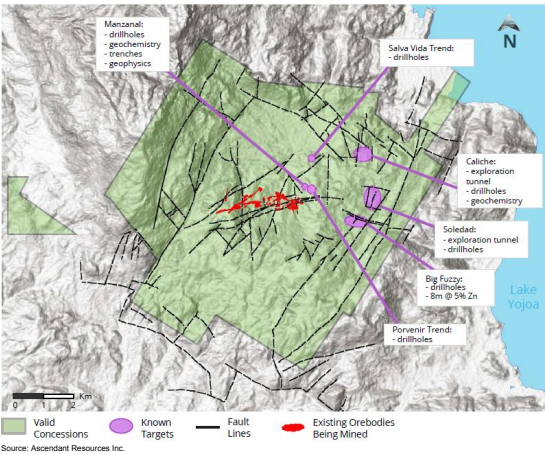 Manzanal:
- drillholes
- geochemistry
- trenches
- geophysics
Salva Vida Trend:
- drillholes
N
Caliche:
- exploration
tunnel
- drillholes
- geochemistry
Soledad:
- exploration tunnel
- drillholes
Big Fuzzy:
- drillholes
- 8m @ 5% Zn
Lake
Yojoa
Porvenir Trend:
- drillholes
Km
0 1 2
Valid
Concessions
Known
Targets
Fault
Lines
Existing Orebodies
Being Mined
Source: Ascendant Resources Inc.